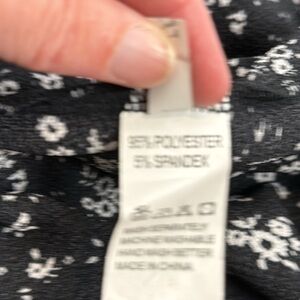 95% POLYESTER
5% SPANDEX
WASH SEPARATELY
MACHINE WASHABLE
HAND WASH BETTER
MADE IN CHINA